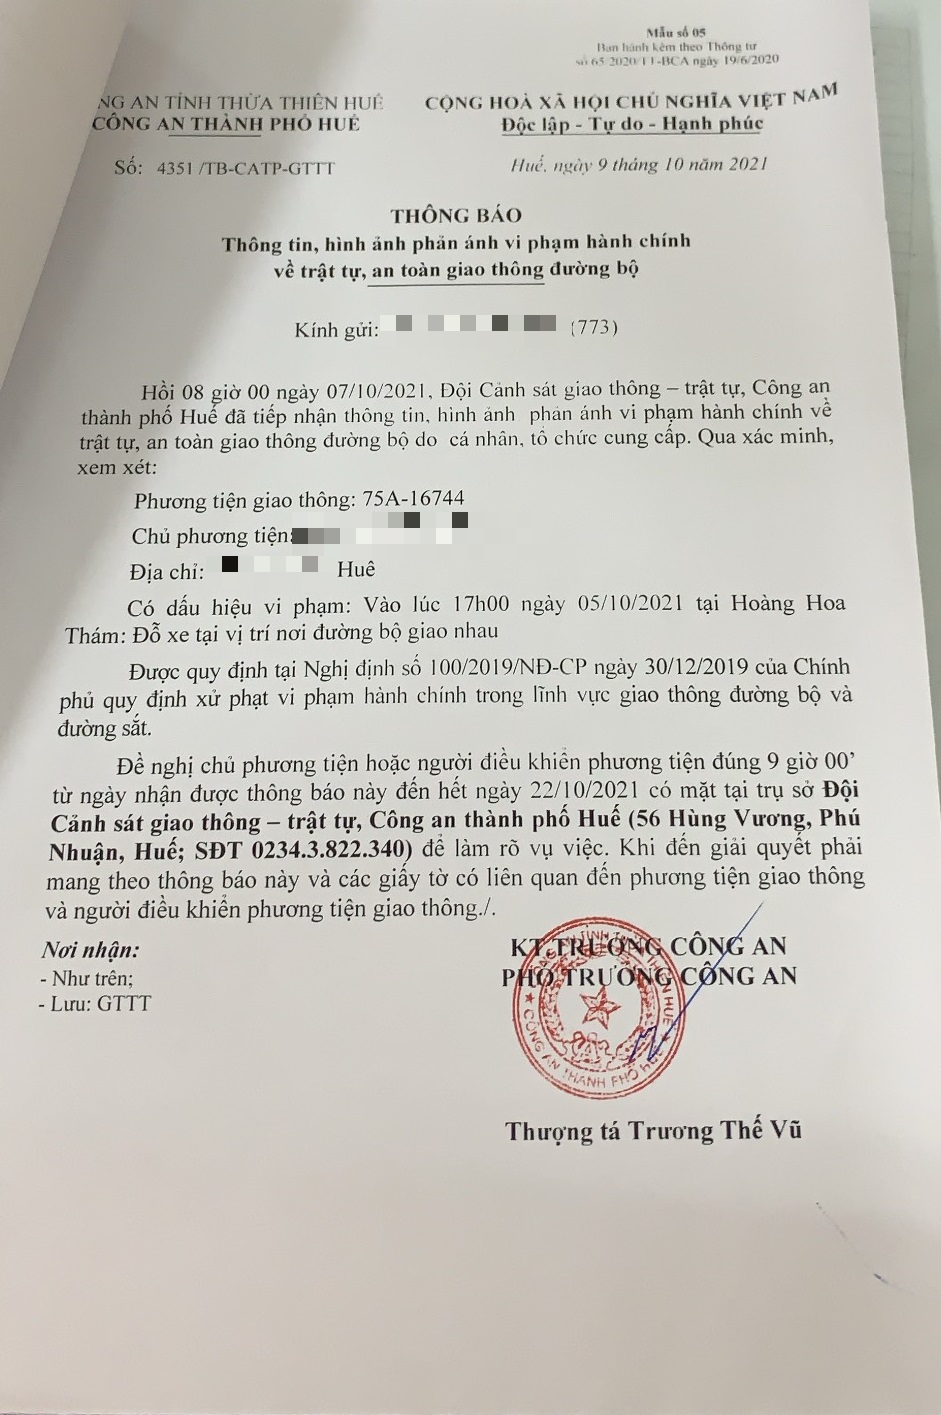 Mẫu số 05
Ban hành kèm theo Thông tư
số 65/2020/TT-BCA ngày 19/6/2020
NG AN TỈNH THỪA THIÊN HUẾ
CÔNG AN THÀNH PHỐ HUẾ
CỘNG HOÀ XÃ HỘI CHỦ NGHĨA VIỆT NAM
Độc lập - Tự do - Hạnh phúc
Số: 4351 /TB-CATP-GTTT
Huế, ngày 9 tháng 10 năm 2021
THÔNG BÁO
Thông tin, hình ảnh phản ánh vi phạm hành chính
về trật tự, an toàn giao thông đường bộ
Kính gửi: (773)
Hồi 08 giờ 00 ngày 07/10/2021, Đội Cảnh sát giao thông – trật tự, Công an
thành phố Huế đã tiếp nhận thông tin, hình ảnh phản ánh vi phạm hành chính về
trật tự, an toàn giao thông đường bộ do cá nhân, tổ chức cung cấp. Qua xác minh,
xem xét:
Phương tiện giao thông: 75A-16744
Chủ phương tiện:
Địa chỉ: Huê
Có dấu hiệu vi phạm: Vào lúc 17h00 ngày 05/10/2021 tại Hoàng Hoa
Thám: Đỗ xe tại vị trí nơi đường bộ giao nhau
Được quy định tại Nghị định số 100/2019/NĐ-CP ngày 30/12/2019 của Chính
phủ quy định xử phạt vi phạm hành chính trong lĩnh vực giao thông đường bộ và
đường sắt.
Đề nghị chủ phương tiện hoặc người điều khiển phương tiện đúng 9 giờ 00’
từ ngày nhận được thông báo này đến hết ngày 22/10/2021 có mặt tại trụ sở Đội
Cảnh sát giao thông – trật tự, Công an thành phố Huế (56 Hùng Vương, Phú
Nhuận, Huế; SĐT 0234.3.822.340) để làm rõ vụ việc. Khi đến giải quyết phải
mang theo thông báo này và các giấy tờ có liên quan đến phương tiện giao thông
và người điều khiển phương tiện giao thông./.
Nơi nhận:
- Như trên;
- Lưu: GTTT
KT.TRƯỞNG CÔNG AN
PHÓ TRƯỞNG CÔNG AN
CÔNG AN TỈNH THỪA THIÊN HUẾ
CÔNG AN THÀNH PHỐ HUẾ
Thượng tá Trương Thế Vũ